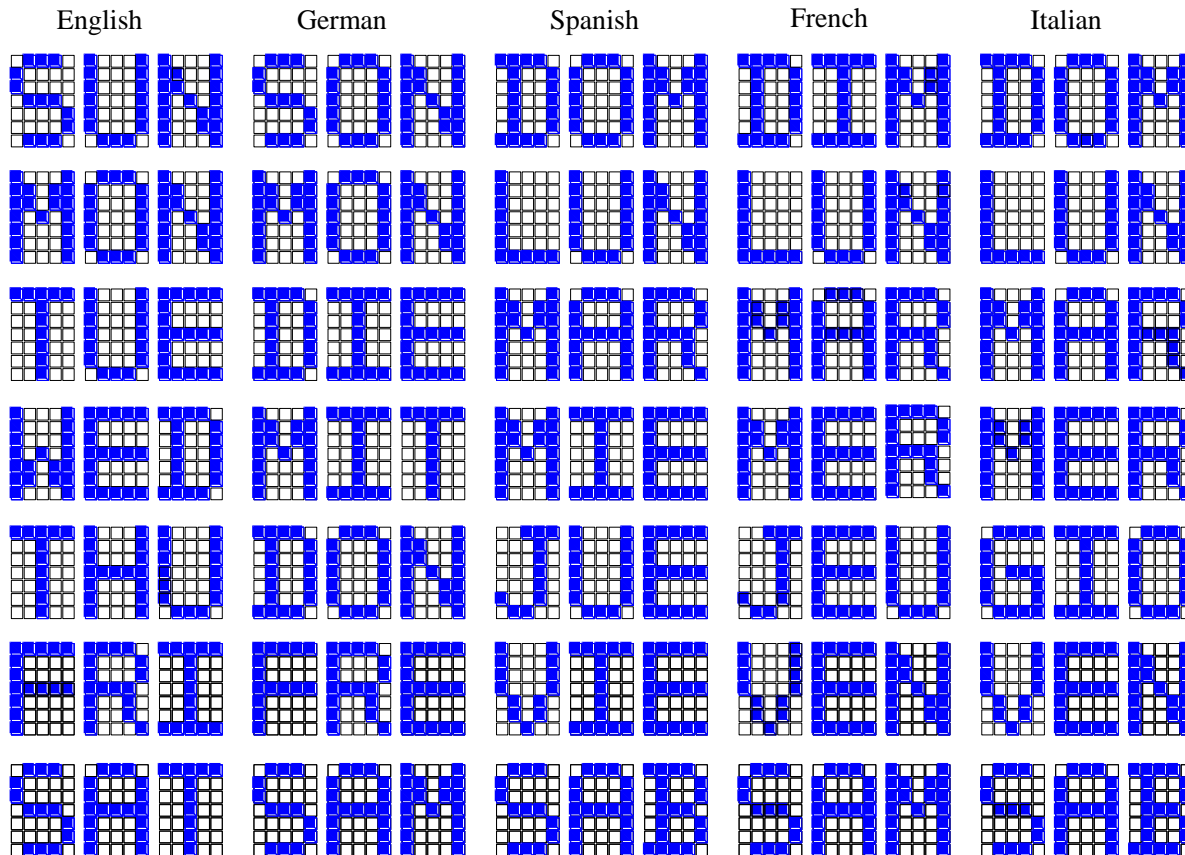 English German Spanish French Italian
SUN SON DOM DIM DOM
MON MON LUN LUN LUN
TUE DIE MAR MAR MAR
WED MIT MIE MER MER
THU DON JUE JEU GIO
FRI FRE VIE VEN VEN
SAT SAM SAB SAM SAB